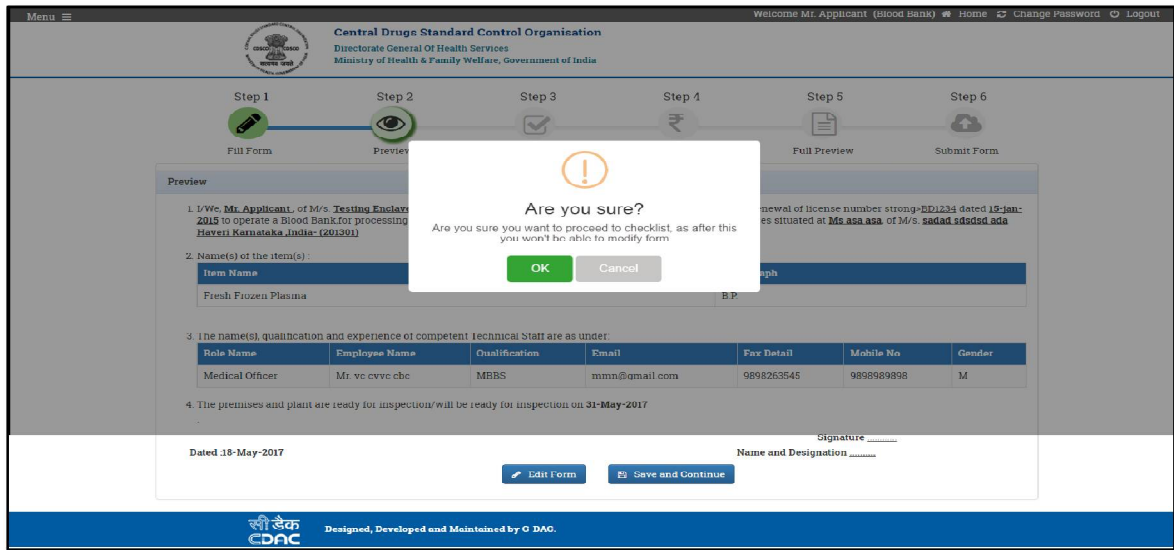 Menu ☰ Welcome Mr. Applicant (Blood Bank) Home Change Password Logout
Central Drugs Standard Control Organisation
Directorate General Of Health Services
Ministry of Health & Family Welfare, Government of India
CDSCO CDSCO
सत्यमेव जयते
Step 1 Step 2 Step 3 Step 4 Step 5 Step 6
Fill Form Preview Full Preview Submit Form
Preview
Are you sure?
Are you sure you want to proceed to checklist, as after this
you won't be able to modify form
OK Cancel
1. I/We, Mr. Applicant , of M/s. Testing Enclave newal of license number strong>BD1234 dated 15-jan-
2015 to operate a Blood Bank for processing es situated at Ms asa asa, of M/s. sadad sdsdsd ada
Haveri Karnataka ,India- (201301)
2. Name(s) of the item(s) :
Item Name aph
Fresh Frozen Plasma B.P.
3. The name(s), qualification and experience of competent Technical Staff are as under:
Role Name Employee Name Qualification Email Fax Detail Mobile No Gender
Medical Officer Mr. vc cvvc cbc MBBS mmn@gmail.com 9898263545 9898989898 M
4. The premises and plant are ready for inspection/will be ready for inspection on 31-May-2017
Signature ............
Dated :18-May-2017 Name and Designation ..........
Edit Form Save and Continue
सी डैक
CDAC
Designed, Developed and Maintained by C-DAC.